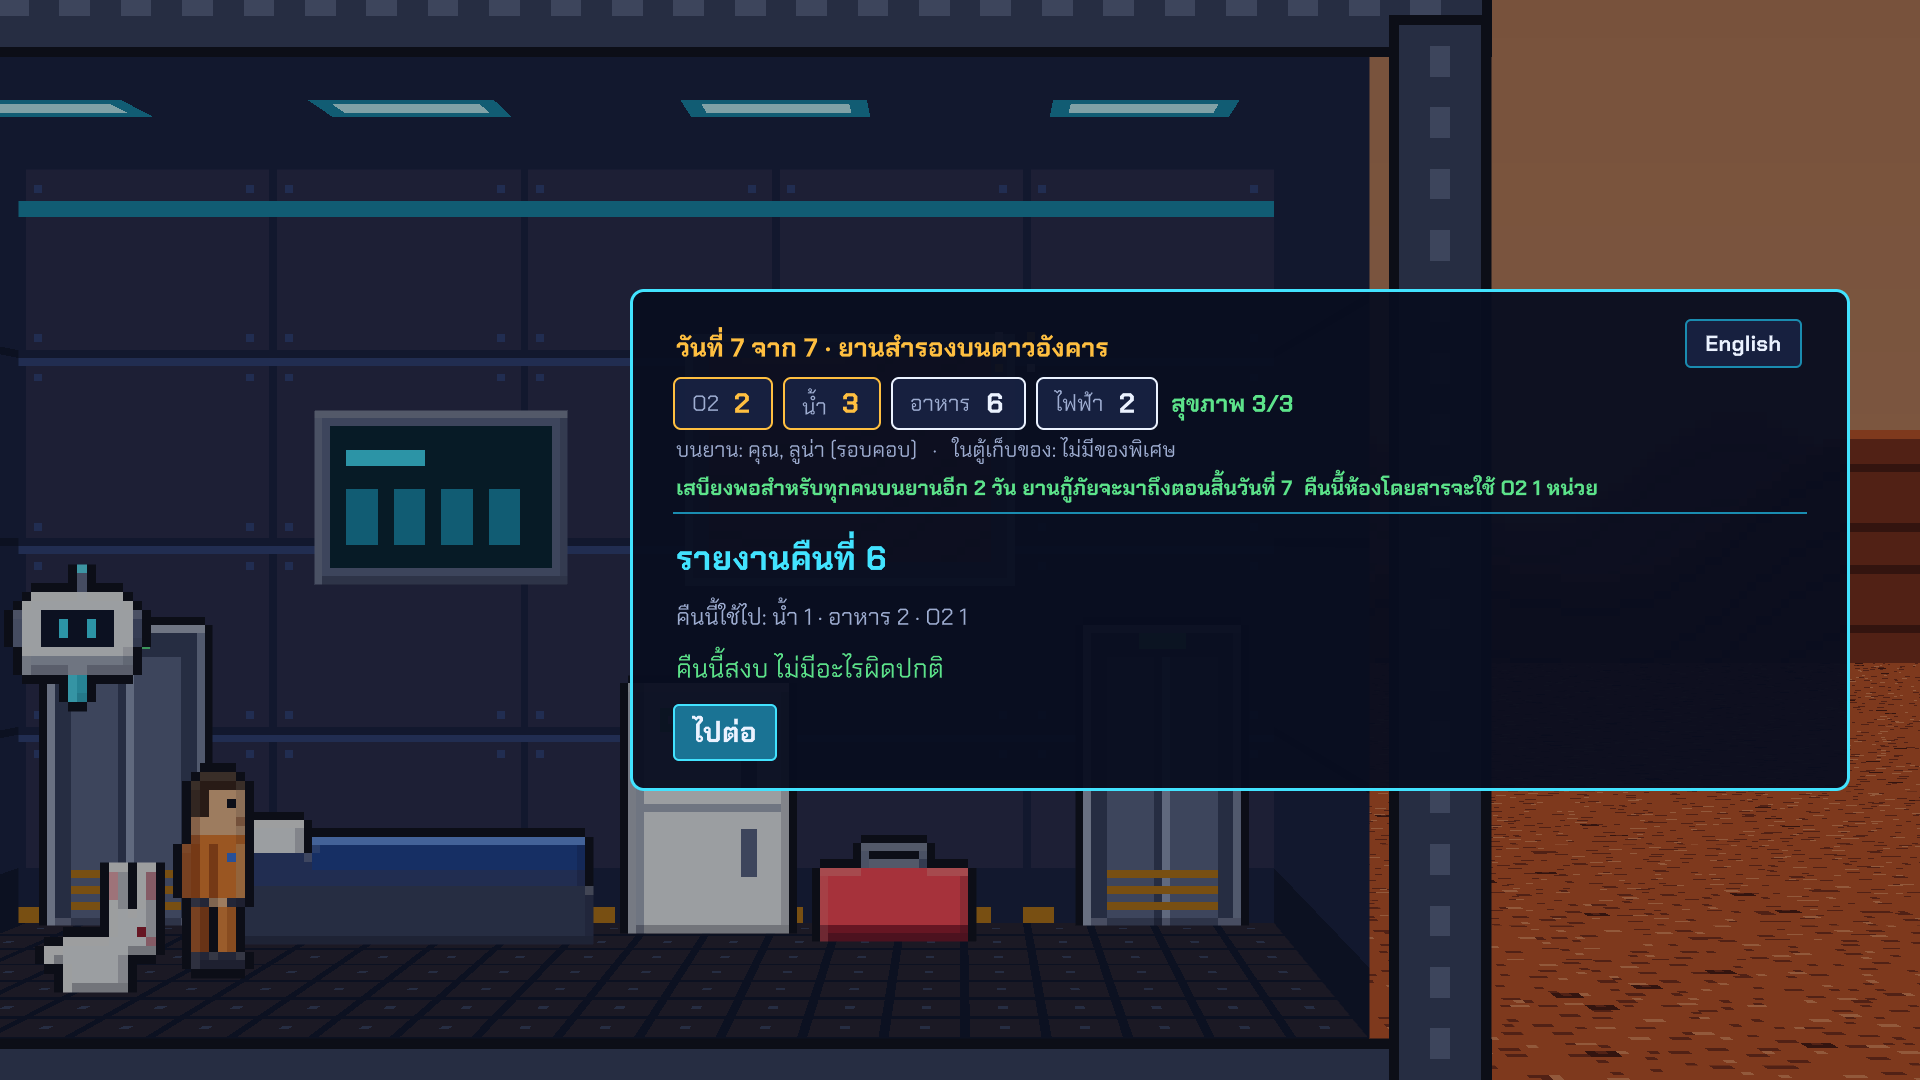 วันที่ 7 จาก 7 · ยานสำรองบนดาวอังคาร
English
O2 2 น้ำ 3 อาหาร 6 ไฟฟ้า 2 สุขภาพ 3/3
บนยาน: คุณ, ลูน่า (รอบคอบ) · ในตู้เก็บของ: ไม่มีของพิเศษ
เสบียงพอสำหรับทุกคนบนยานอีก 2 วัน ยานกู้ภัยจะมาถึงตอนสิ้นวันที่ 7 คืนนี้ห้องโดยสารจะใช้ O2 1 หน่วย
รายงานคืนที่ 6
คืนนี้ใช้ไป: น้ำ 1 · อาหาร 2 · O2 1
คืนนี้สงบ ไม่มีอะไรผิดปกติ
ไปต่อ